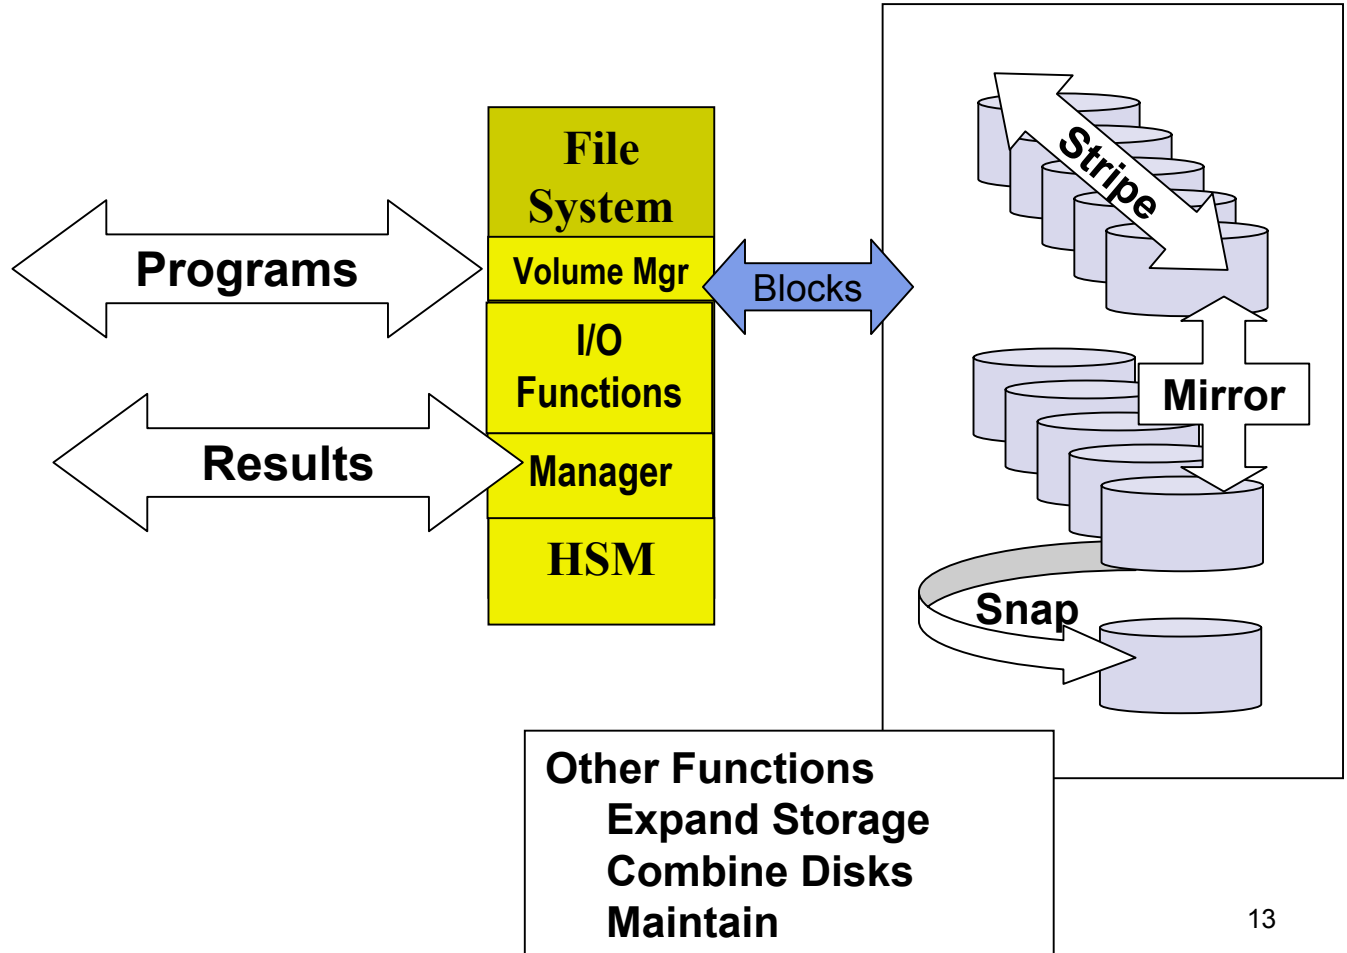 File
System
Volume Mgr
I/O
Functions
Manager
HSM
Programs
Results
Blocks
Stripe
Mirror
Snap
Other Functions
Expand Storage
Combine Disks
Maintain
13